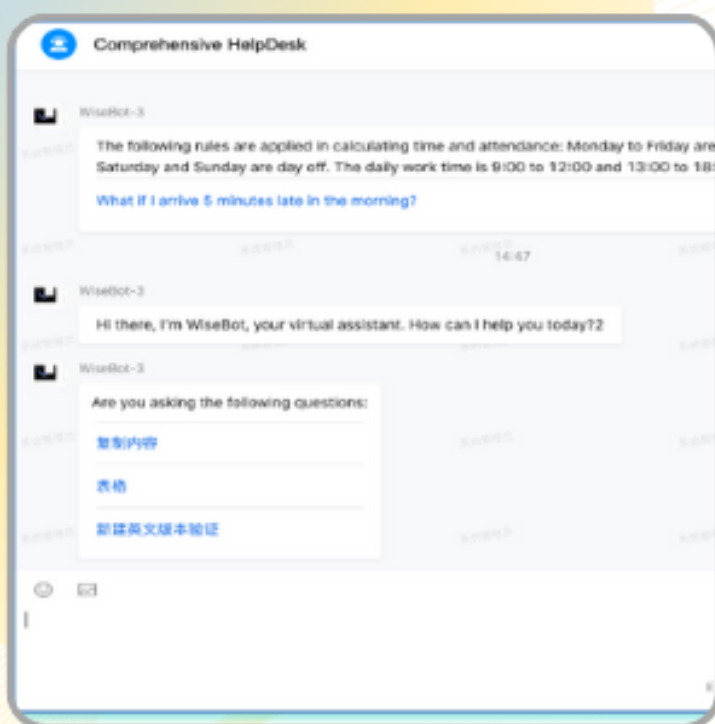 Comprehensive HelpDesk
WiseBot-3
The following rules are applied in calculating time and attendance: Monday to Friday are
Saturday and Sunday are day off. The daily work time is 9:00 to 12:00 and 13:00 to 18:
What if I arrive 5 minutes late in the morning?
14:47
WiseBot-3
Hi there, I'm WiseBot, your virtual assistant. How can I help you today?2
WiseBot-3
Are you asking the following questions:
复制内容
表格
新建英文版本验证